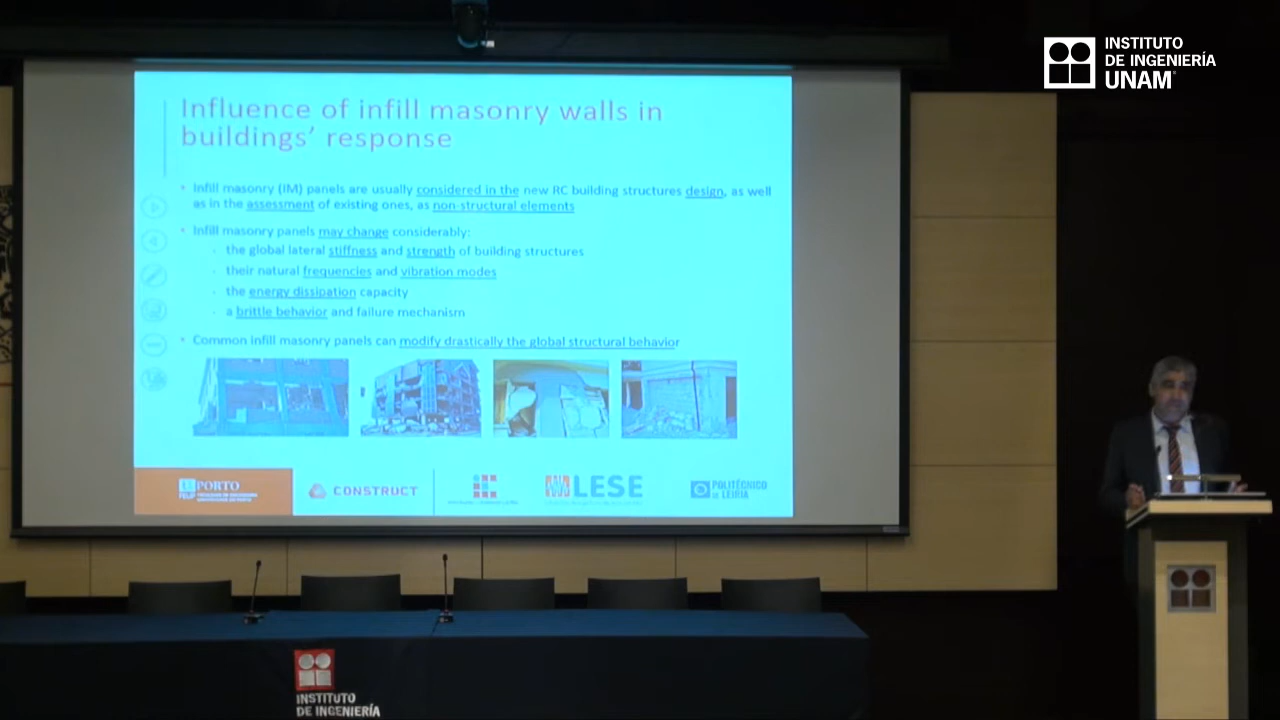 INSTITUTO
DE INGENIERÍA
UNAM
Influence of infill masonry walls in
buildings' response
• Infill masonry (IM) panels are usually considered in the new RC building structures design, as well
as in the assessment of existing ones, as non-structural elements
• Infill masonry panels may change considerably:
- the global lateral stiffness and strength of building structures
- their natural frequencies and vibration modes
- the energy dissipation capacity
- a brittle behavior and failure mechanism
• Common infill masonry panels can modify drastically the global structural behavior
U.PORTO
FEUP
CONSTRUCT
LESE
POLITÉCNICO
DE LEIRIA
INSTITUTO
DE INGENIERÍA